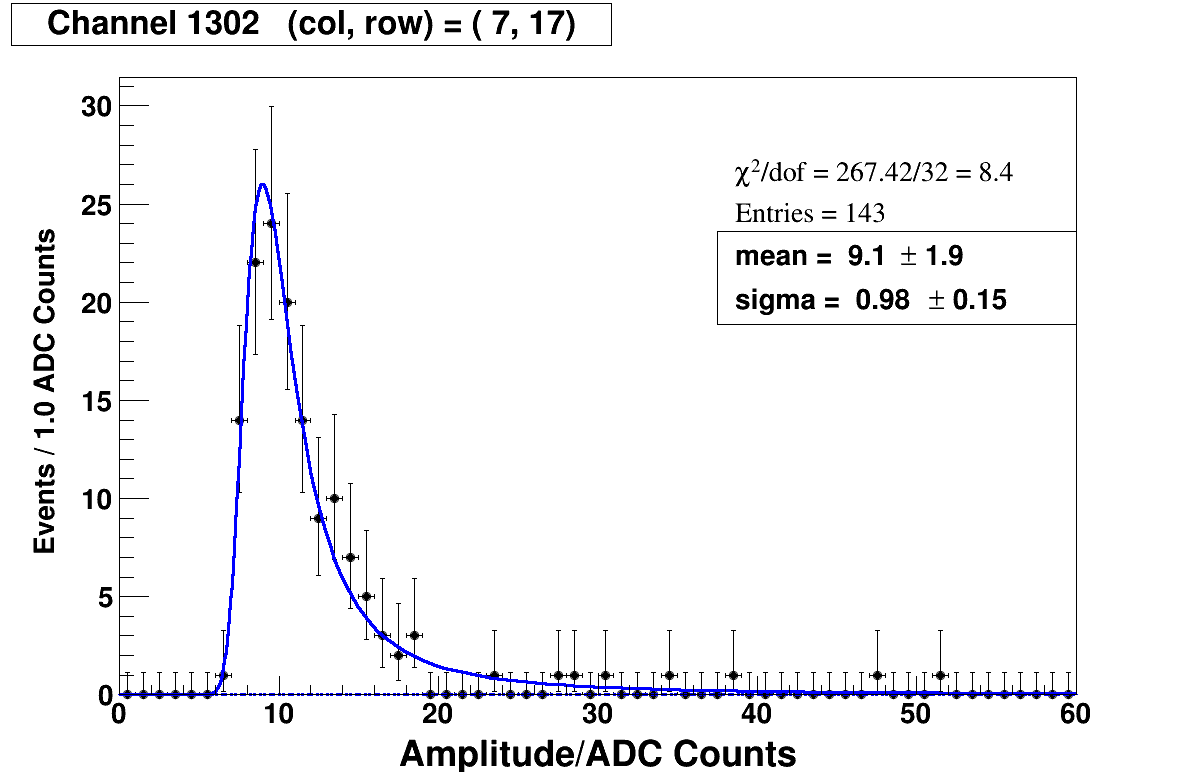 Channel 1302 (col, row) = ( 7, 17)
χ²/dof = 267.42/32 = 8.4
Entries = 143
mean = 9.1 ± 1.9
sigma = 0.98 ± 0.15
Events / 1.0 ADC Counts
30
25
20
15
10
5
0
0 10 20 30 40 50 60
Amplitude/ADC Counts